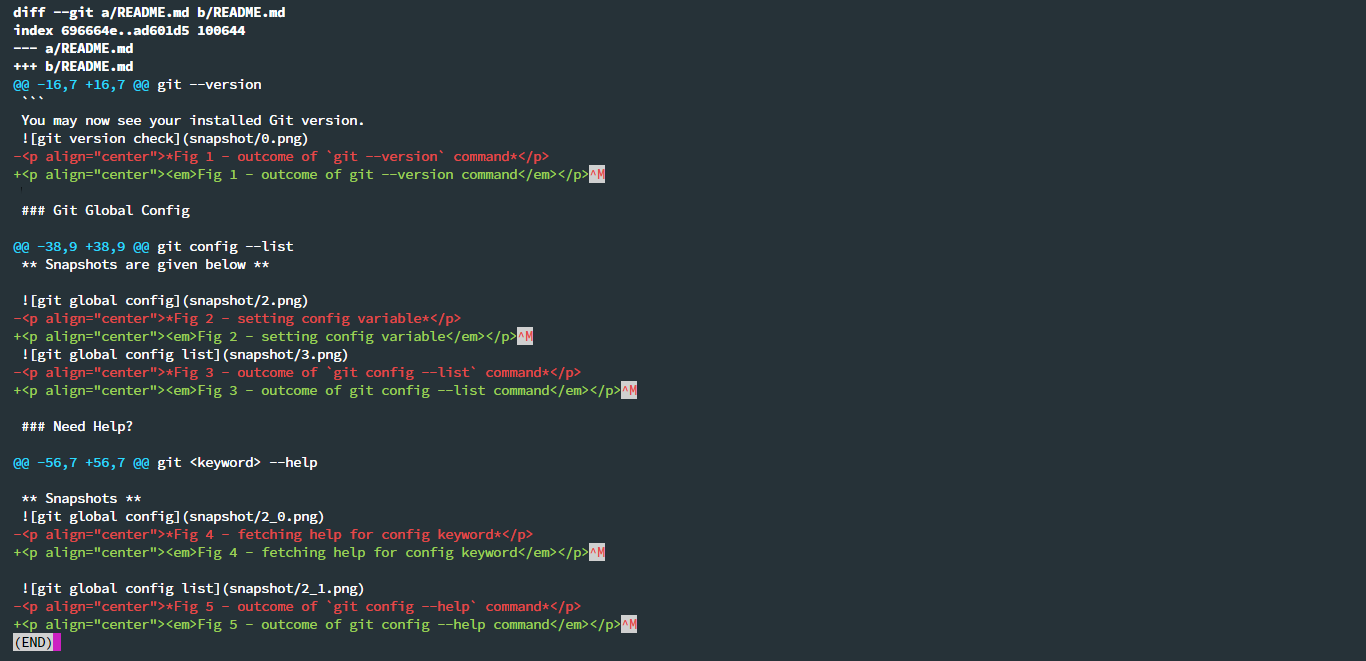 diff --git a/README.md b/README.md
index 696664e..ad601d5 100644
--- a/README.md
+++ b/README.md
@@ -16,7 +16,7 @@ git --version
 ```
 You may now see your installed Git version.
 ![git version check](snapshot/0.png)
-<p align="center">*Fig 1 - outcome of `git --version` command*</p>
+<p align="center"><em>Fig 1 - outcome of git --version command</em></p>^M
 ### Git Global Config
@@ -38,9 +38,9 @@ git config --list
 ** Snapshots are given below **
 ![git global config](snapshot/2.png)
-<p align="center">*Fig 2 - setting config variable*</p>
+<p align="center"><em>Fig 2 - setting config variable</em></p>^M
 ![git global config list](snapshot/3.png)
-<p align="center">*Fig 3 - outcome of `git config --list` command*</p>
+<p align="center"><em>Fig 3 - outcome of git config --list command</em></p>^M
 ### Need Help?
@@ -56,7 +56,7 @@ git <keyword> --help
 ** Snapshots **
 ![git global config](snapshot/2_0.png)
-<p align="center">*Fig 4 - fetching help for config keyword*</p>
+<p align="center"><em>Fig 4 - fetching help for config keyword</em></p>^M
 ![git global config list](snapshot/2_1.png)
-<p align="center">*Fig 5 - outcome of `git config --help` command*</p>
+<p align="center"><em>Fig 5 - outcome of git config --help command</em></p>^M
(END)